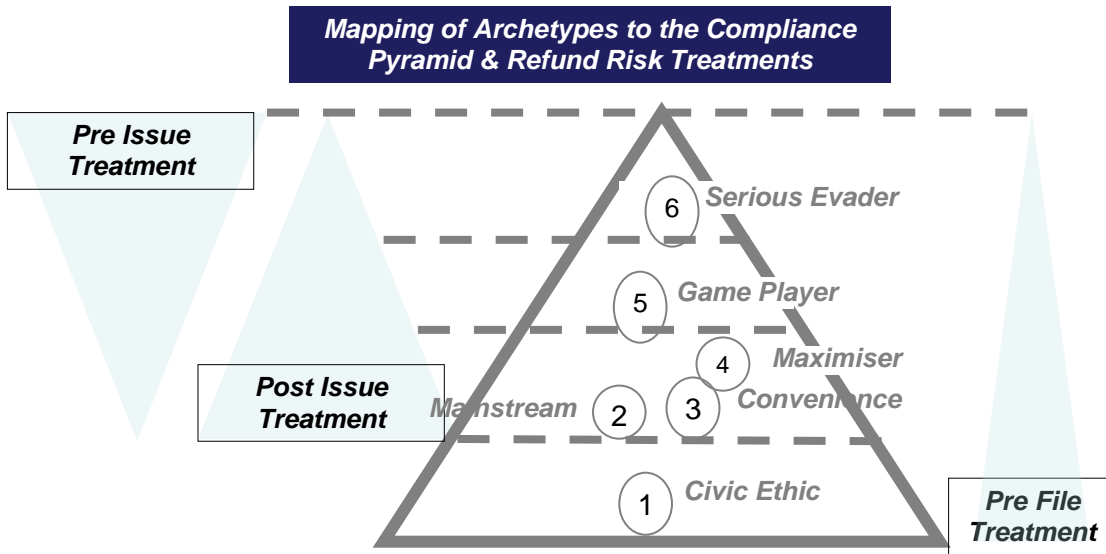 Mapping of Archetypes to the Compliance
Pyramid & Refund Risk Treatments
Pre Issue
Treatment
6
Serious Evader
5
Game Player
4
Maximiser
Post Issue
Treatment
Mainstream
2
3
Convenience
1
Civic Ethic
Pre File
Treatment